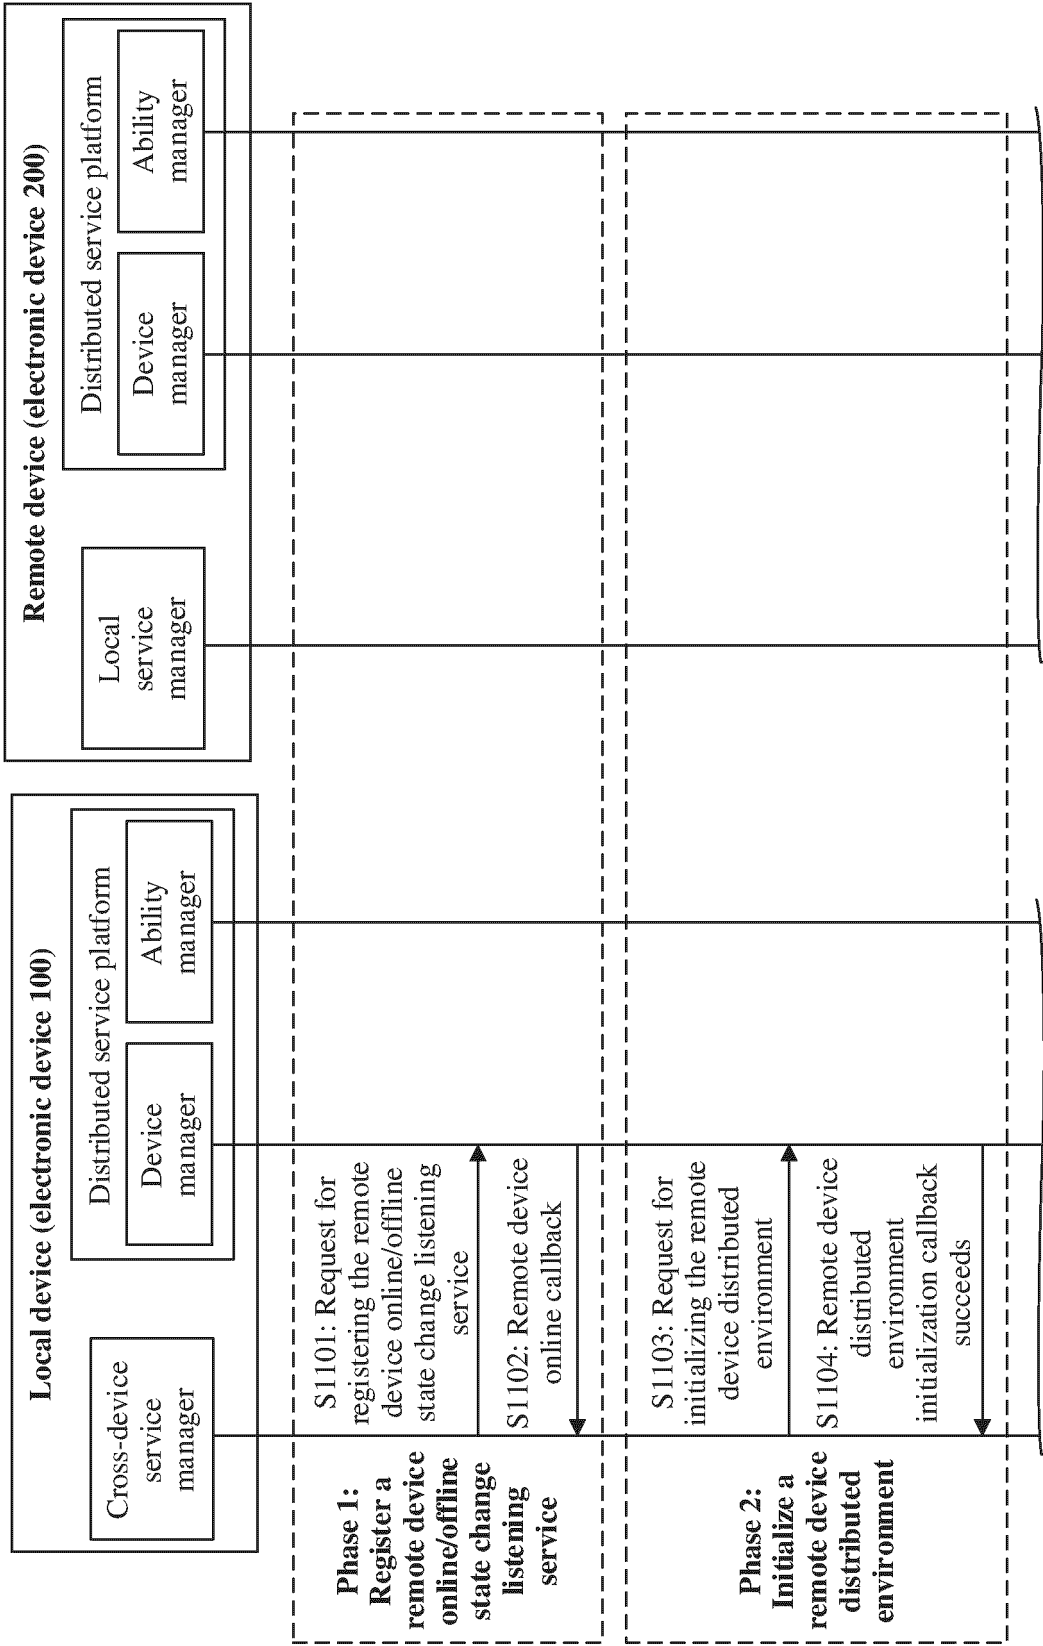 Local device (electronic device 100)
Cross-device
service
manager
Distributed service platform
Device
manager
Ability
manager
Remote device (electronic device 200)
Local
service
manager
Distributed service platform
Device
manager
Ability
manager
Phase 1:
Register a
remote device
online/offline
state change
listening
service
S1101: Request for
registering the remote
device online/offline
state change listening
service
S1102: Remote device
online callback
Phase 2:
Initialize a
remote device
distributed
environment
S1103: Request for
initializing the remote
device distributed
environment
S1104: Remote device
distributed
environment
initialization callback
succeeds